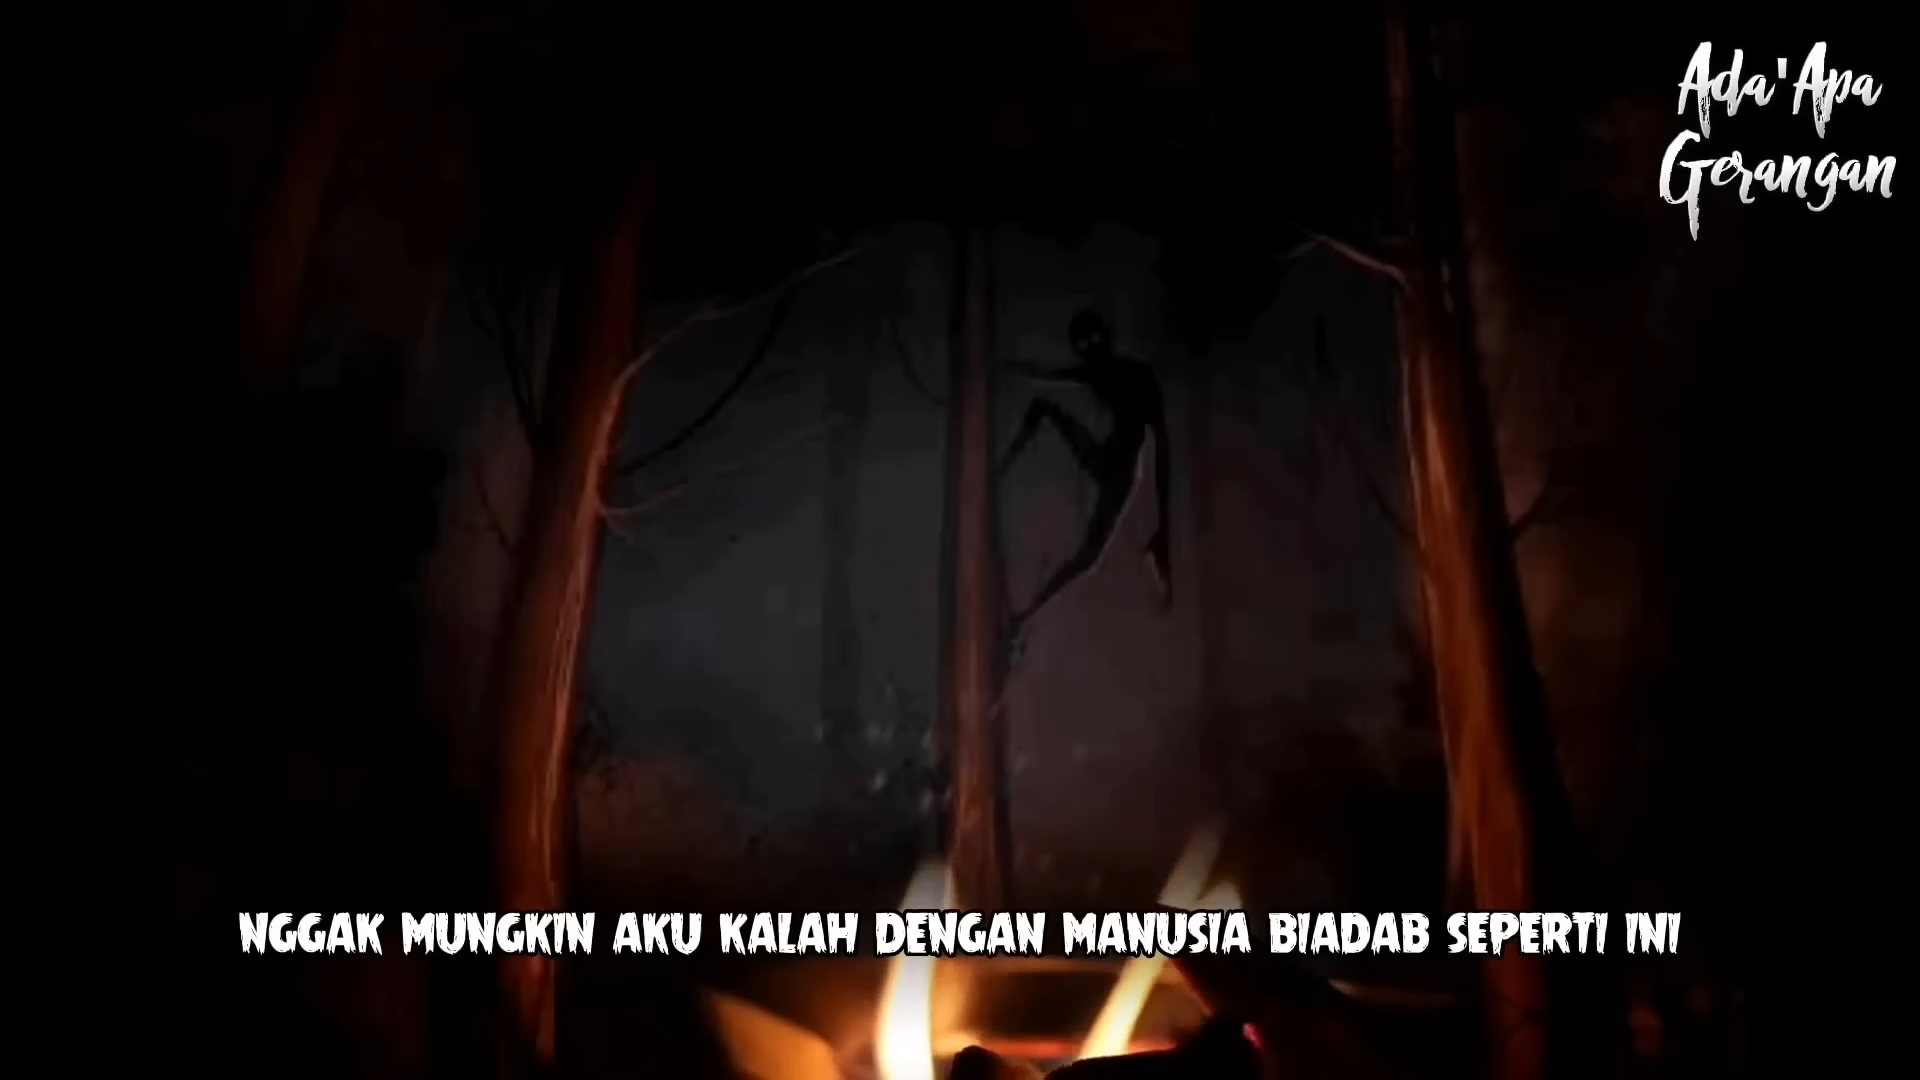 Ada'Apa
Gerangan
NGGAK MUNGKIN AKU KALAH DENGAN MANUSIA BIADAB SEPERTI INI